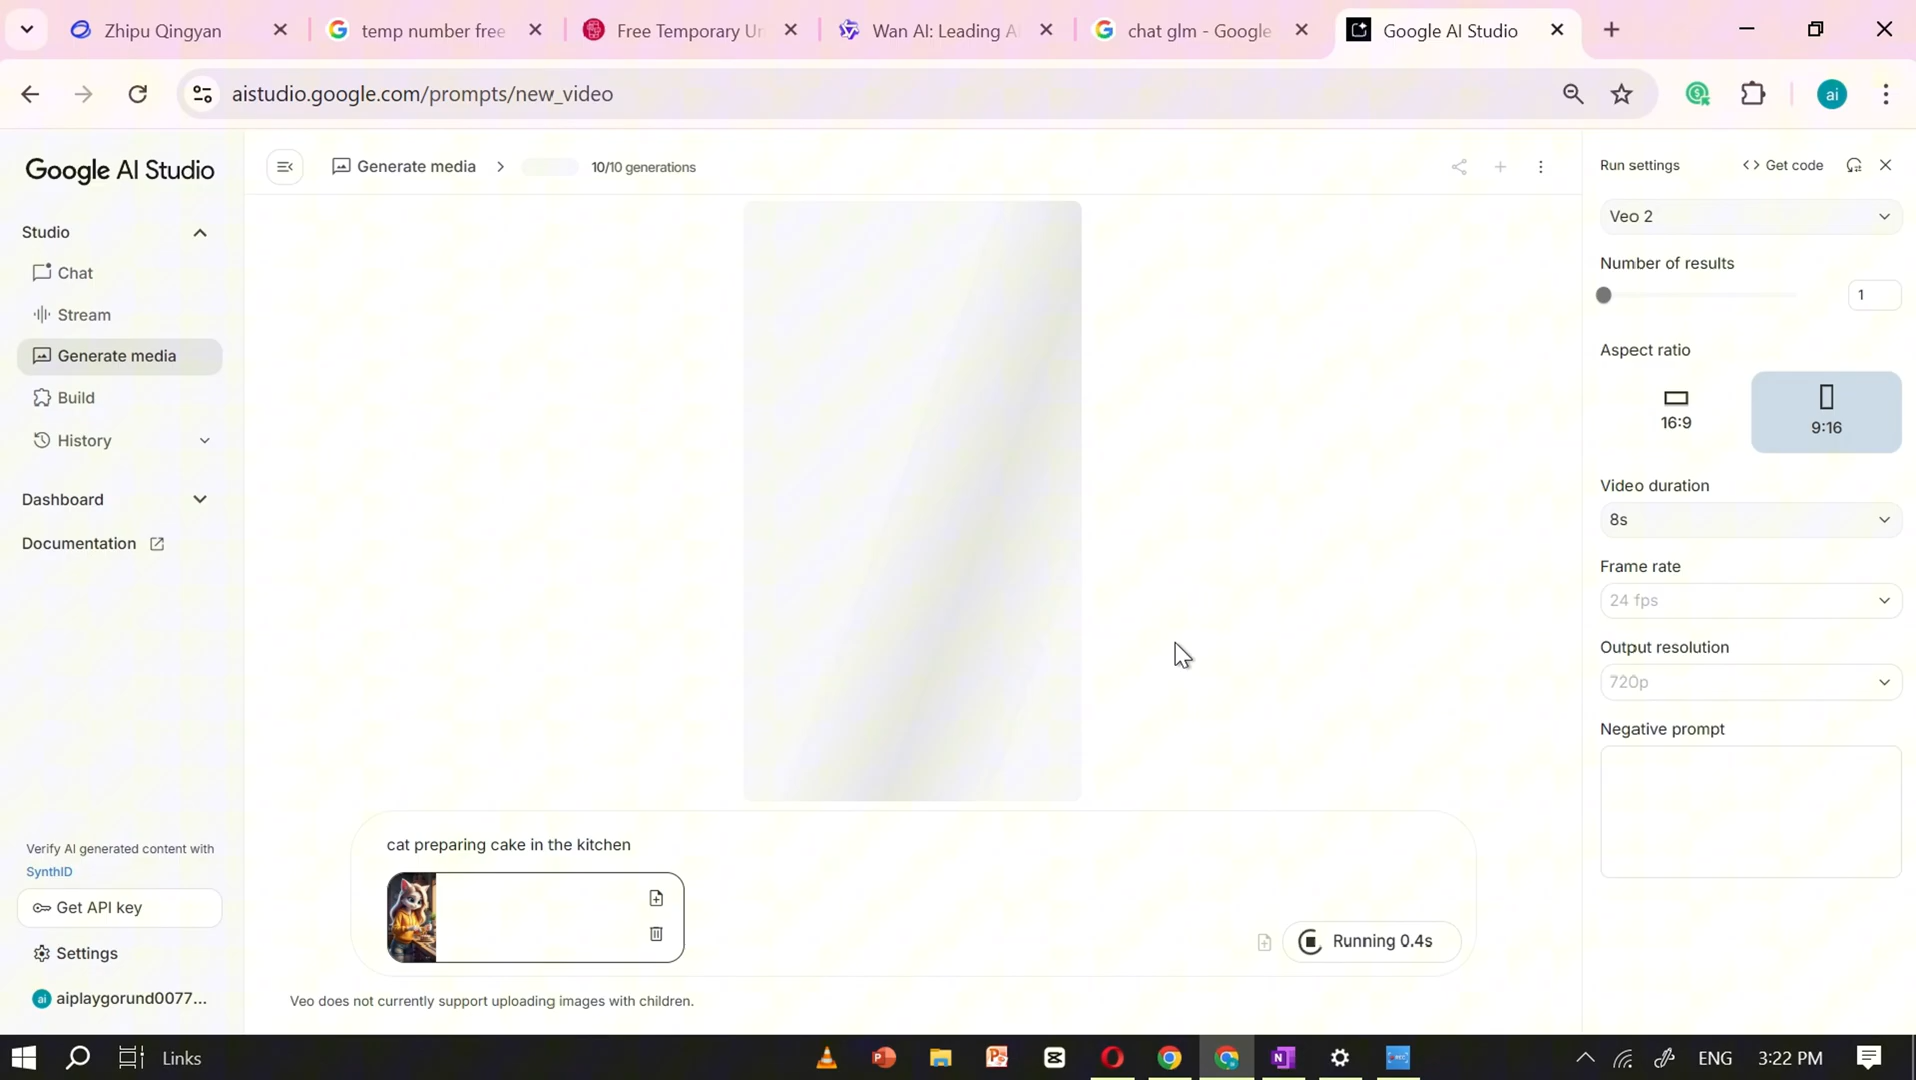 Zhipu Qingyan
temp number free
Free Temporary Ur
Wan AI: Leading AI
chat glm - Google
Google AI Studio
aistudio.google.com/prompts/new_video
ai
Google AI Studio
Generate media
10/10 generations
Run settings
Get code
Studio
Chat
Stream
Generate media
Build
History
Dashboard
Documentation
Veo 2
Number of results
1
Aspect ratio
16:9
9:16
Video duration
8s
Frame rate
24 fps
Output resolution
720p
Negative prompt
cat preparing cake in the kitchen
Running 0.4s
Veo does not currently support uploading images with children.
Verify AI generated content with
SynthID
Get API key
Settings
ai aiplaygorund0077...
Links
ENG
3:22 PM